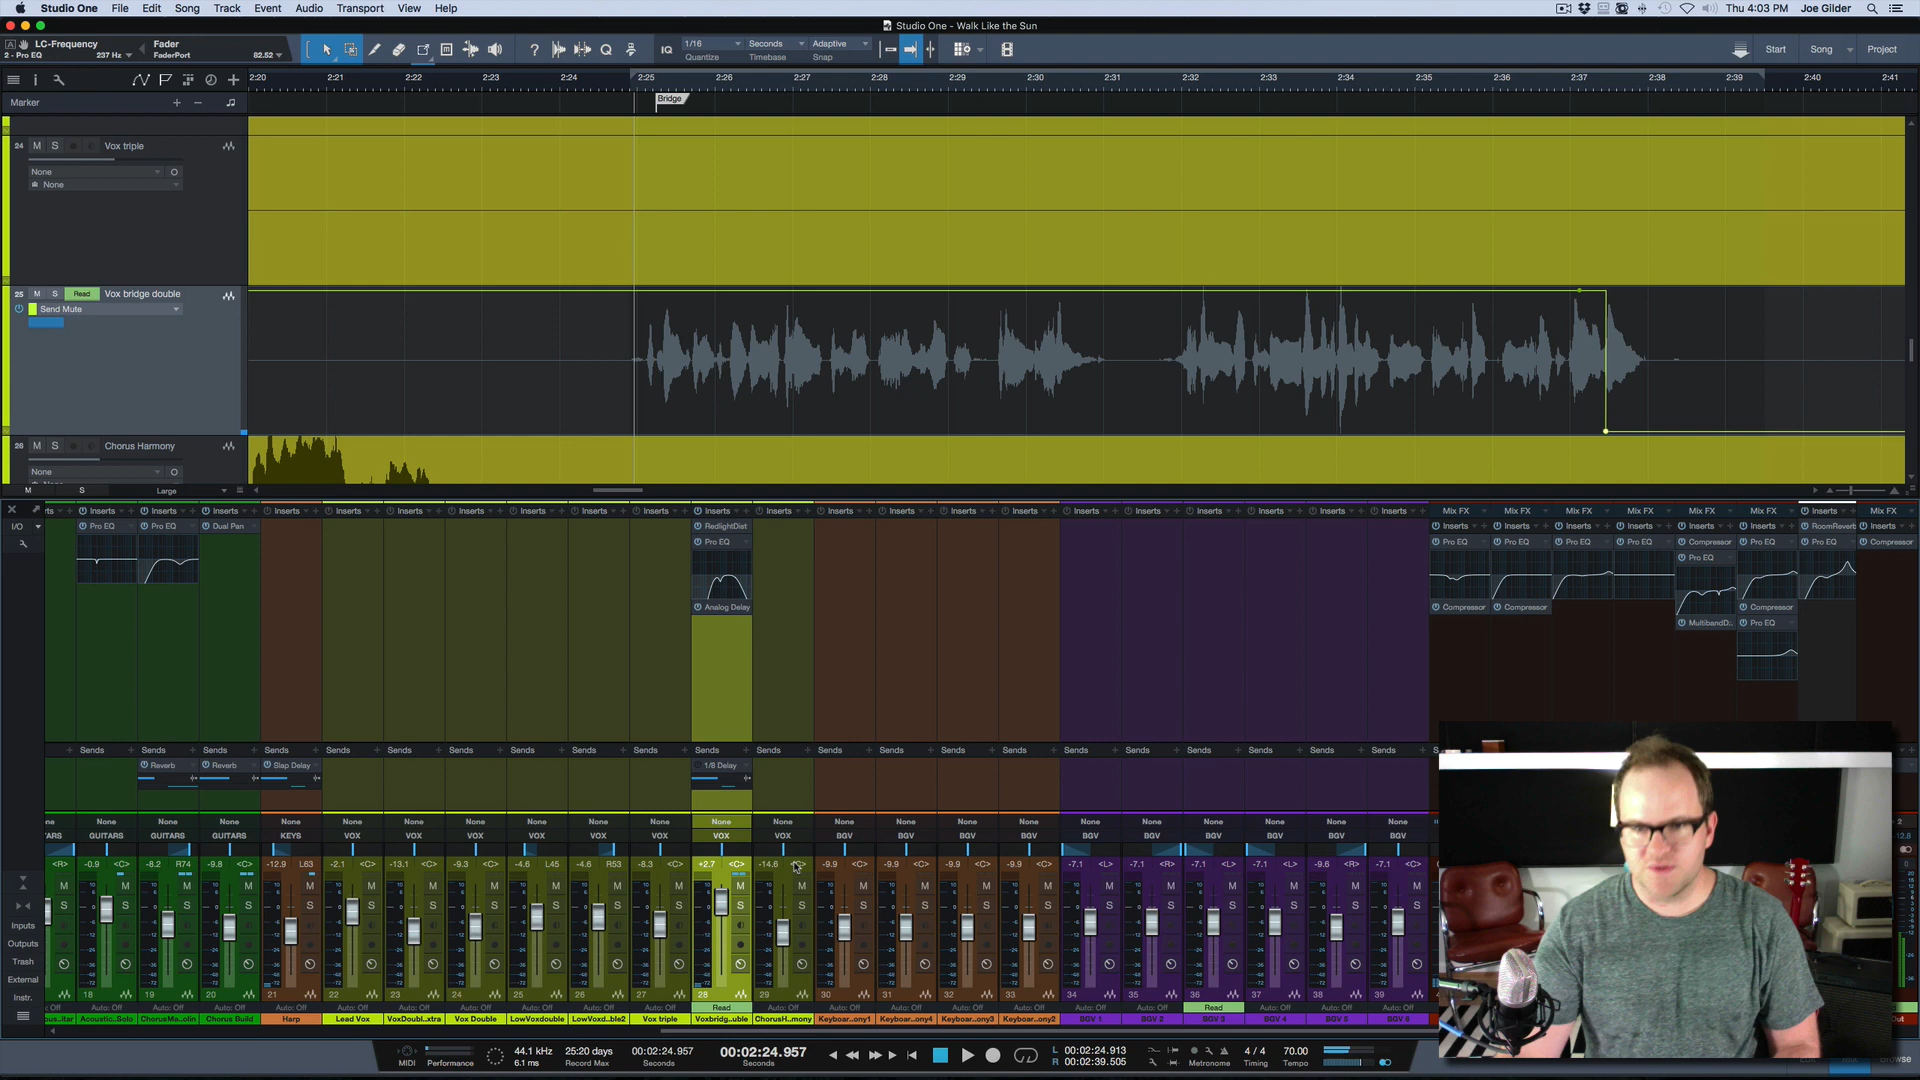 Studio One File Edit Song Track Event Audio Transport View Help
Thu 4:03 PM Joe Gilder
Studio One - Walk Like the Sun
LC-Frequency Fader
2 - Pro EQ 237 Hz FaderPort 82.52
IQ 1/16 Seconds Adaptive
Quantize Timebase Snap
Start Song Project
2:20 2:21 2:22 2:23 2:24 2:25 2:26 2:27 2:28 2:29 2:30 2:31 2:32 2:33 2:34 2:35 2:36 2:37 2:38 2:39 2:40 2:41
Marker
Bridge
24 M S Vox triple
None
None
25 M S Read Vox bridge double
Send Mute
26 M S Chorus Harmony
None
M S Large
I/O
Inserts Inserts Inserts Inserts Inserts Inserts Inserts Inserts Inserts Inserts Inserts Inserts Inserts Inserts Inserts Inserts Inserts Inserts Inserts Inserts Inserts Inserts
Mix FX Mix FX Mix FX Mix FX Mix FX Mix FX Inserts Mix FX
Pro EQ Pro EQ Dual Pan RedlightDist Inserts Inserts Inserts Inserts Inserts Inserts RoomReverb Inserts
Pro EQ Pro EQ Pro EQ Pro EQ Pro EQ Compressor Pro EQ Pro EQ Compressor
Pro EQ
Analog Delay Compressor Compressor Compressor
MultibandD.. Pro EQ
Sends Sends Sends Sends Sends Sends Sends Sends Sends Sends Sends Sends Sends Sends Sends Sends Sends Sends Sends Sends Sends Sends
Reverb Reverb Slap Delay 1/8 Delay
None None None None None None None None None None None None None None None None None None None None None None
GUITARS GUITARS GUITARS KEYS VOX VOX VOX VOX VOX VOX VOX VOX BGV BGV BGV BGV BGV BGV BGV BGV BGV BGV
<R> -0.9 <C> -8.2 R74 -9.8 <C> -12.9 L63 -2.1 <C> -13.1 <C> -9.3 <C> -4.6 L45 -4.6 R53 -8.3 <C> +2.7 <C> -14.6 -9.9 <C> -9.9 <C> -9.9 <C> -9.9 <C> -7.1 <L> -7.1 <R> -7.1 <L> -7.1 <L> -9.6 <R> -7.1 <C>
Inputs
Outputs
Trash
External
Instr.
18 19 20 21 22 23 24 25 26 27 28 29 30 31 32 33 34 35 36 37 38 39
Auto: Off Auto: Off Auto: Off Auto: Off Auto: Off Auto: Off Auto: Off Auto: Off Auto: Off Auto: Off Read Auto: Off Auto: Off Auto: Off Auto: Off Auto: Off Auto: Off Auto: Off Read Auto: Off Auto: Off Auto: Off
Acoustic..Solo ChorusMa..olin Chorus Build Harp Lead Vox VoxDoubl..xtra Vox Double LowVoxdouble LowVoxd..ble2 Vox triple Voxbridg..uble ChorusH..mony Keyboar..ony1 Keyboar..ony4 Keyboar..ony3 Keyboar..ony2 BGV 1 BGV 2 BGV 3 BGV 4 BGV 5 BGV 6
44.1 kHz 25:20 days 00:02:24.957 00:02:24.957 L 00:02:24.913 4 / 4 70.00
MIDI Performance 6.1 ms Record Max Seconds Seconds R 00:02:39.505 Metronome Timing Tempo
Browse